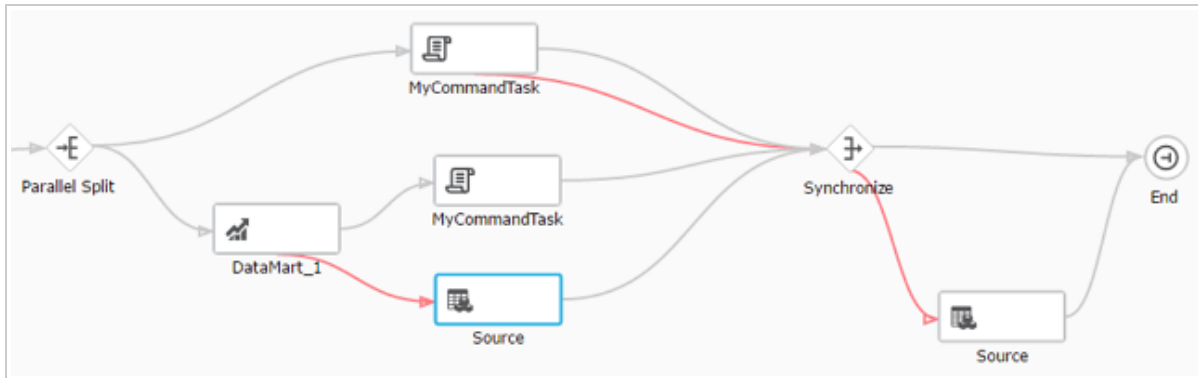 MyCommandTask
Parallel Split
MyCommandTask
Synchronize
End
DataMart_1
Source
Source